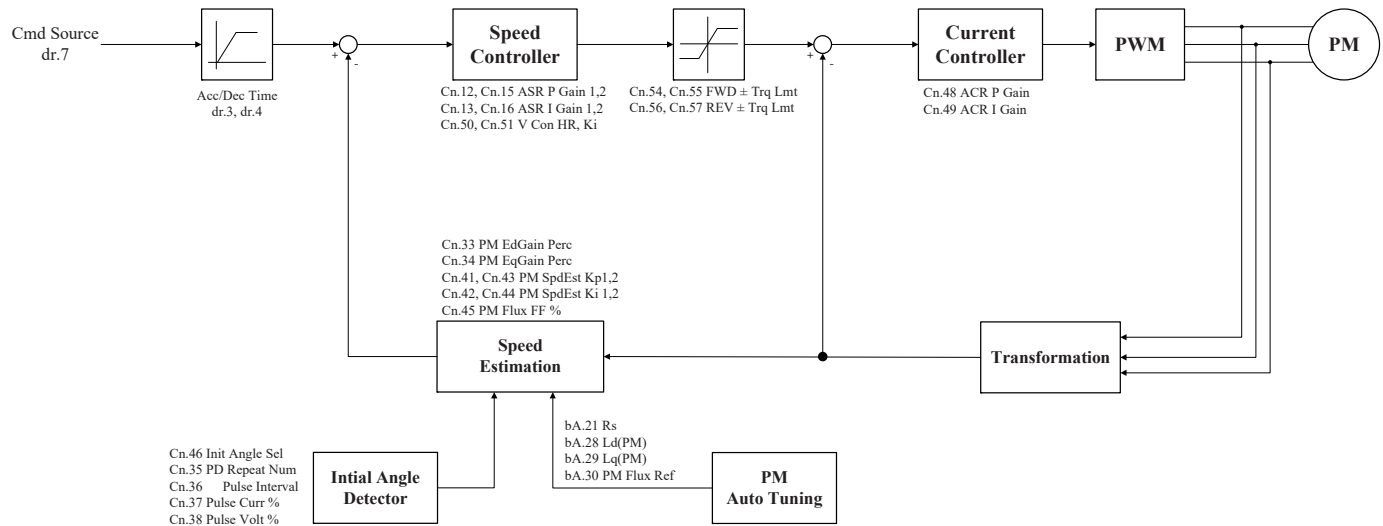 Cmd Source
dr.7
Acc/Dec Time
dr.3, dr.4
+
-
Speed
Controller
Cn.12, Cn.15 ASR P Gain 1,2
Cn.13, Cn.16 ASR I Gain 1,2
Cn.50, Cn.51 V Con HR, Ki
Cn.54, Cn.55 FWD ± Trq Lmt
Cn.56, Cn.57 REV ± Trq Lmt
+
-
Current
Controller
Cn.48 ACR P Gain
Cn.49 ACR I Gain
PWM
PM
Cn.33 PM EdGain Perc
Cn.34 PM EqGain Perc
Cn.41, Cn.43 PM SpdEst Kp1,2
Cn.42, Cn.44 PM SpdEst Ki 1,2
Cn.45 PM Flux FF %
Speed
Estimation
Transformation
Cn.46 Init Angle Sel
Cn.35 PD Repeat Num
Cn.36 Pulse Interval
Cn.37 Pulse Curr %
Cn.38 Pulse Volt %
Intial Angle
Detector
bA.21 Rs
bA.28 Ld(PM)
bA.29 Lq(PM)
bA.30 PM Flux Ref
PM
Auto Tuning